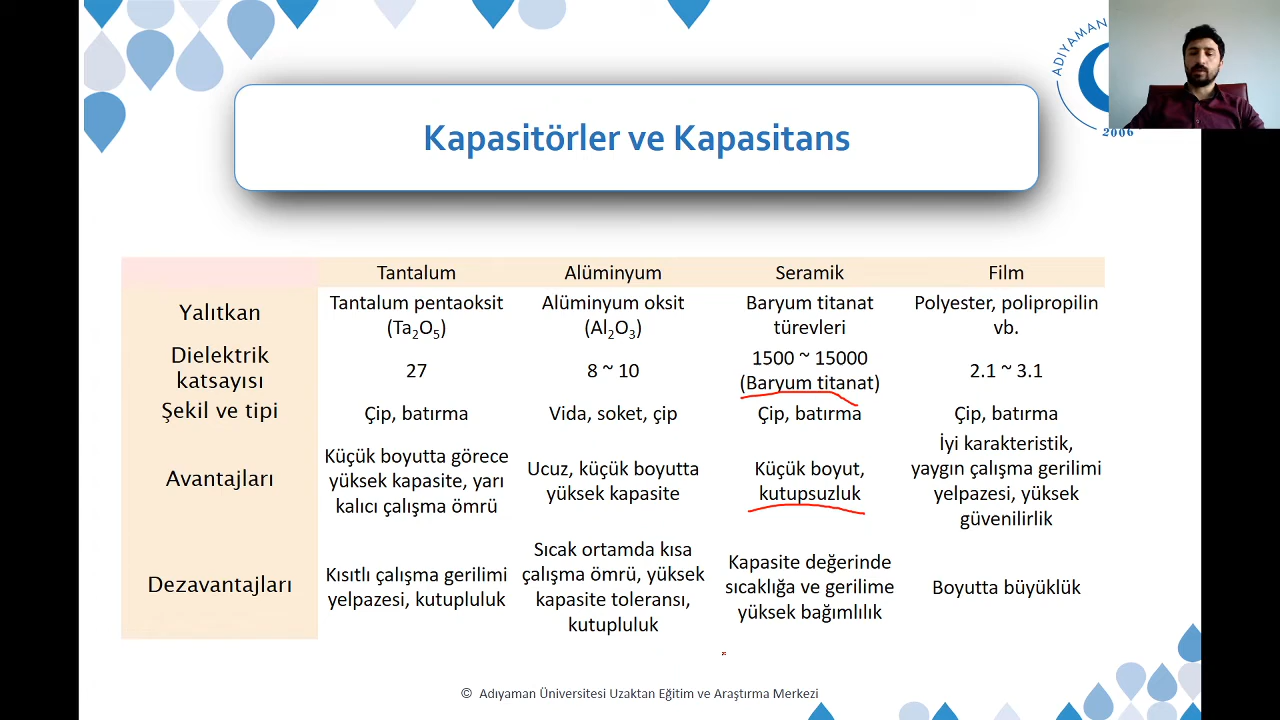 ADIYAMAN
2006
Kapasitörler ve Kapasitans
Tantalum Alüminyum Seramik Film
Yalıtkan
Tantalum pentaoksit
(Ta₂O₅)
Alüminyum oksit
(Al₂O₃)
Baryum titanat
türevleri
Polyester, polipropilin
vb.
Dielektrik
katsayısı
27
8 ~ 10
1500 ~ 15000
(Baryum titanat)
2.1 ~ 3.1
Şekil ve tipi
Çip, batırma
Vida, soket, çip
Çip, batırma
Çip, batırma
Avantajları
Küçük boyutta görece
yüksek kapasite, yarı
kalıcı çalışma ömrü
Ucuz, küçük boyutta
yüksek kapasite
Küçük boyut,
kutupsuzluk
İyi karakteristik,
yaygın çalışma gerilimi
yelpazesi, yüksek
güvenilirlik
Dezavantajları
Kısıtlı çalışma gerilimi
yelpazesi, kutupluluk
Sıcak ortamda kısa
çalışma ömrü, yüksek
kapasite toleransı,
kutupluluk
Kapasite değerinde
sıcaklığa ve gerilime
yüksek bağımlılık
Boyutta büyüklük
© Adıyaman Üniversitesi Uzaktan Eğitim ve Araştırma Merkezi